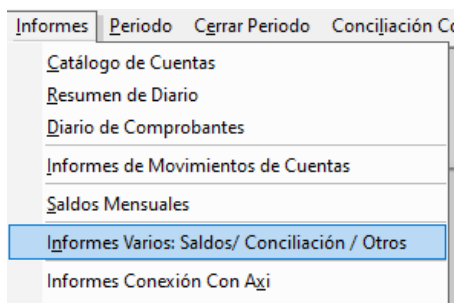 Informes Periodo Cerrar Periodo Conciliación
Catálogo de Cuentas
Resumen de Diario
Diario de Comprobantes
Informes de Movimientos de Cuentas
Saldos Mensuales
Informes Varios: Saldos/ Conciliación / Otros
Informes Conexión Con Axi